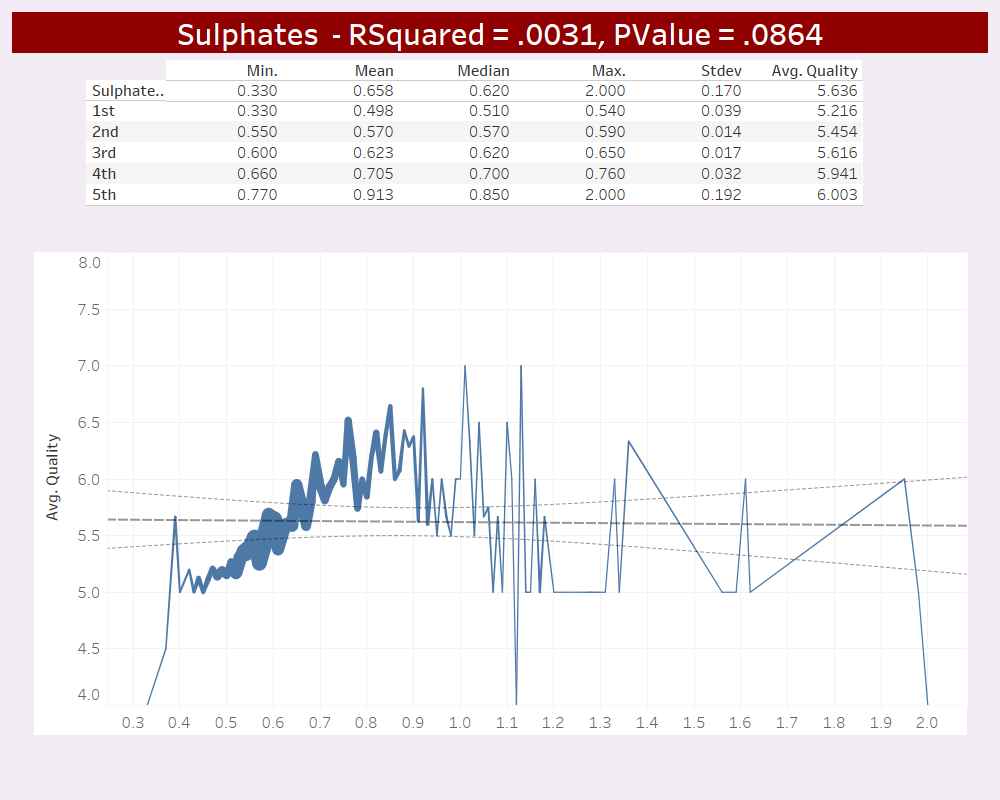 Sulphates - RSquared = .0031, PValue = .0864
Min. Mean Median Max. Stdev Avg. Quality
Sulphate.. 0.330 0.658 0.620 2.000 0.170 5.636
1st 0.330 0.498 0.510 0.540 0.039 5.216
2nd 0.550 0.570 0.570 0.590 0.014 5.454
3rd 0.600 0.623 0.620 0.650 0.017 5.616
4th 0.660 0.705 0.700 0.760 0.032 5.941
5th 0.770 0.913 0.850 2.000 0.192 6.003
8.0
7.5
7.0
6.5
6.0
5.5
5.0
4.5
4.0
Avg. Quality
0.3 0.4 0.5 0.6 0.7 0.8 0.9 1.0 1.1 1.2 1.3 1.4 1.5 1.6 1.7 1.8 1.9 2.0